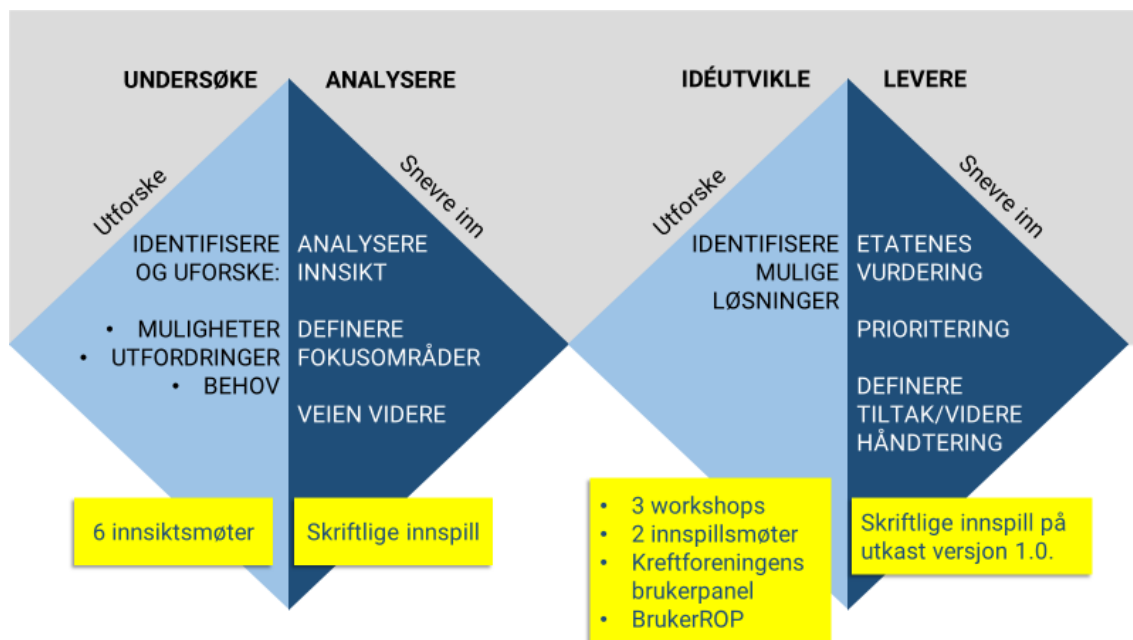 UNDERSØKE
ANALYSERE
Utforske
Snevre inn
IDENTIFISERE
OG UFORSKE:
• MULIGHETER
• UTFORDRINGER
• BEHOV
ANALYSERE
INNSIKT
DEFINERE
FOKUSOMRÅDER
VEIEN VIDERE
6 innsiktsmøter
Skriftlige innspill
IDÉUTVIKLE
LEVERE
Utforske
Snevre inn
IDENTIFISERE
MULIGE
LØSNINGER
ETATENES
VURDERING
PRIORITERING
DEFINERE
TILTAK/VIDERE
HÅNDTERING
• 3 workshops
• 2 innspillsmøter
• Kreftforeningens
brukerpanel
• BrukerROP
Skriftlige innspill på
utkast versjon 1.0.